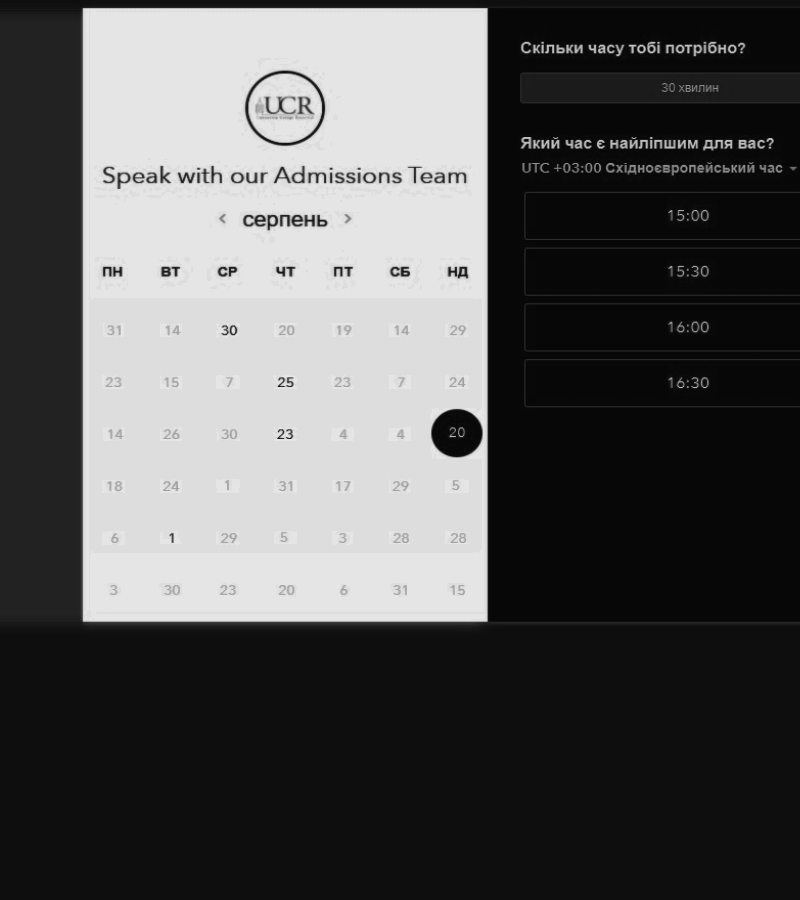 UCR
Speak with our Admissions Team
серпень
ПН ВТ СР ЧТ ПТ СБ НД
31 14 30 20 19 14 29
23 15 7 25 23 7 24
14 26 30 23 4 4 20
18 24 1 31 17 29 5
6 1 29 5 3 28 28
3 30 23 20 6 31 15
Скільки часу тобі потрібно?
30 хвилин
Який час є найліпшим для вас?
UTC +03:00 Східноєвропейський час
15:00
15:30
16:00
16:30